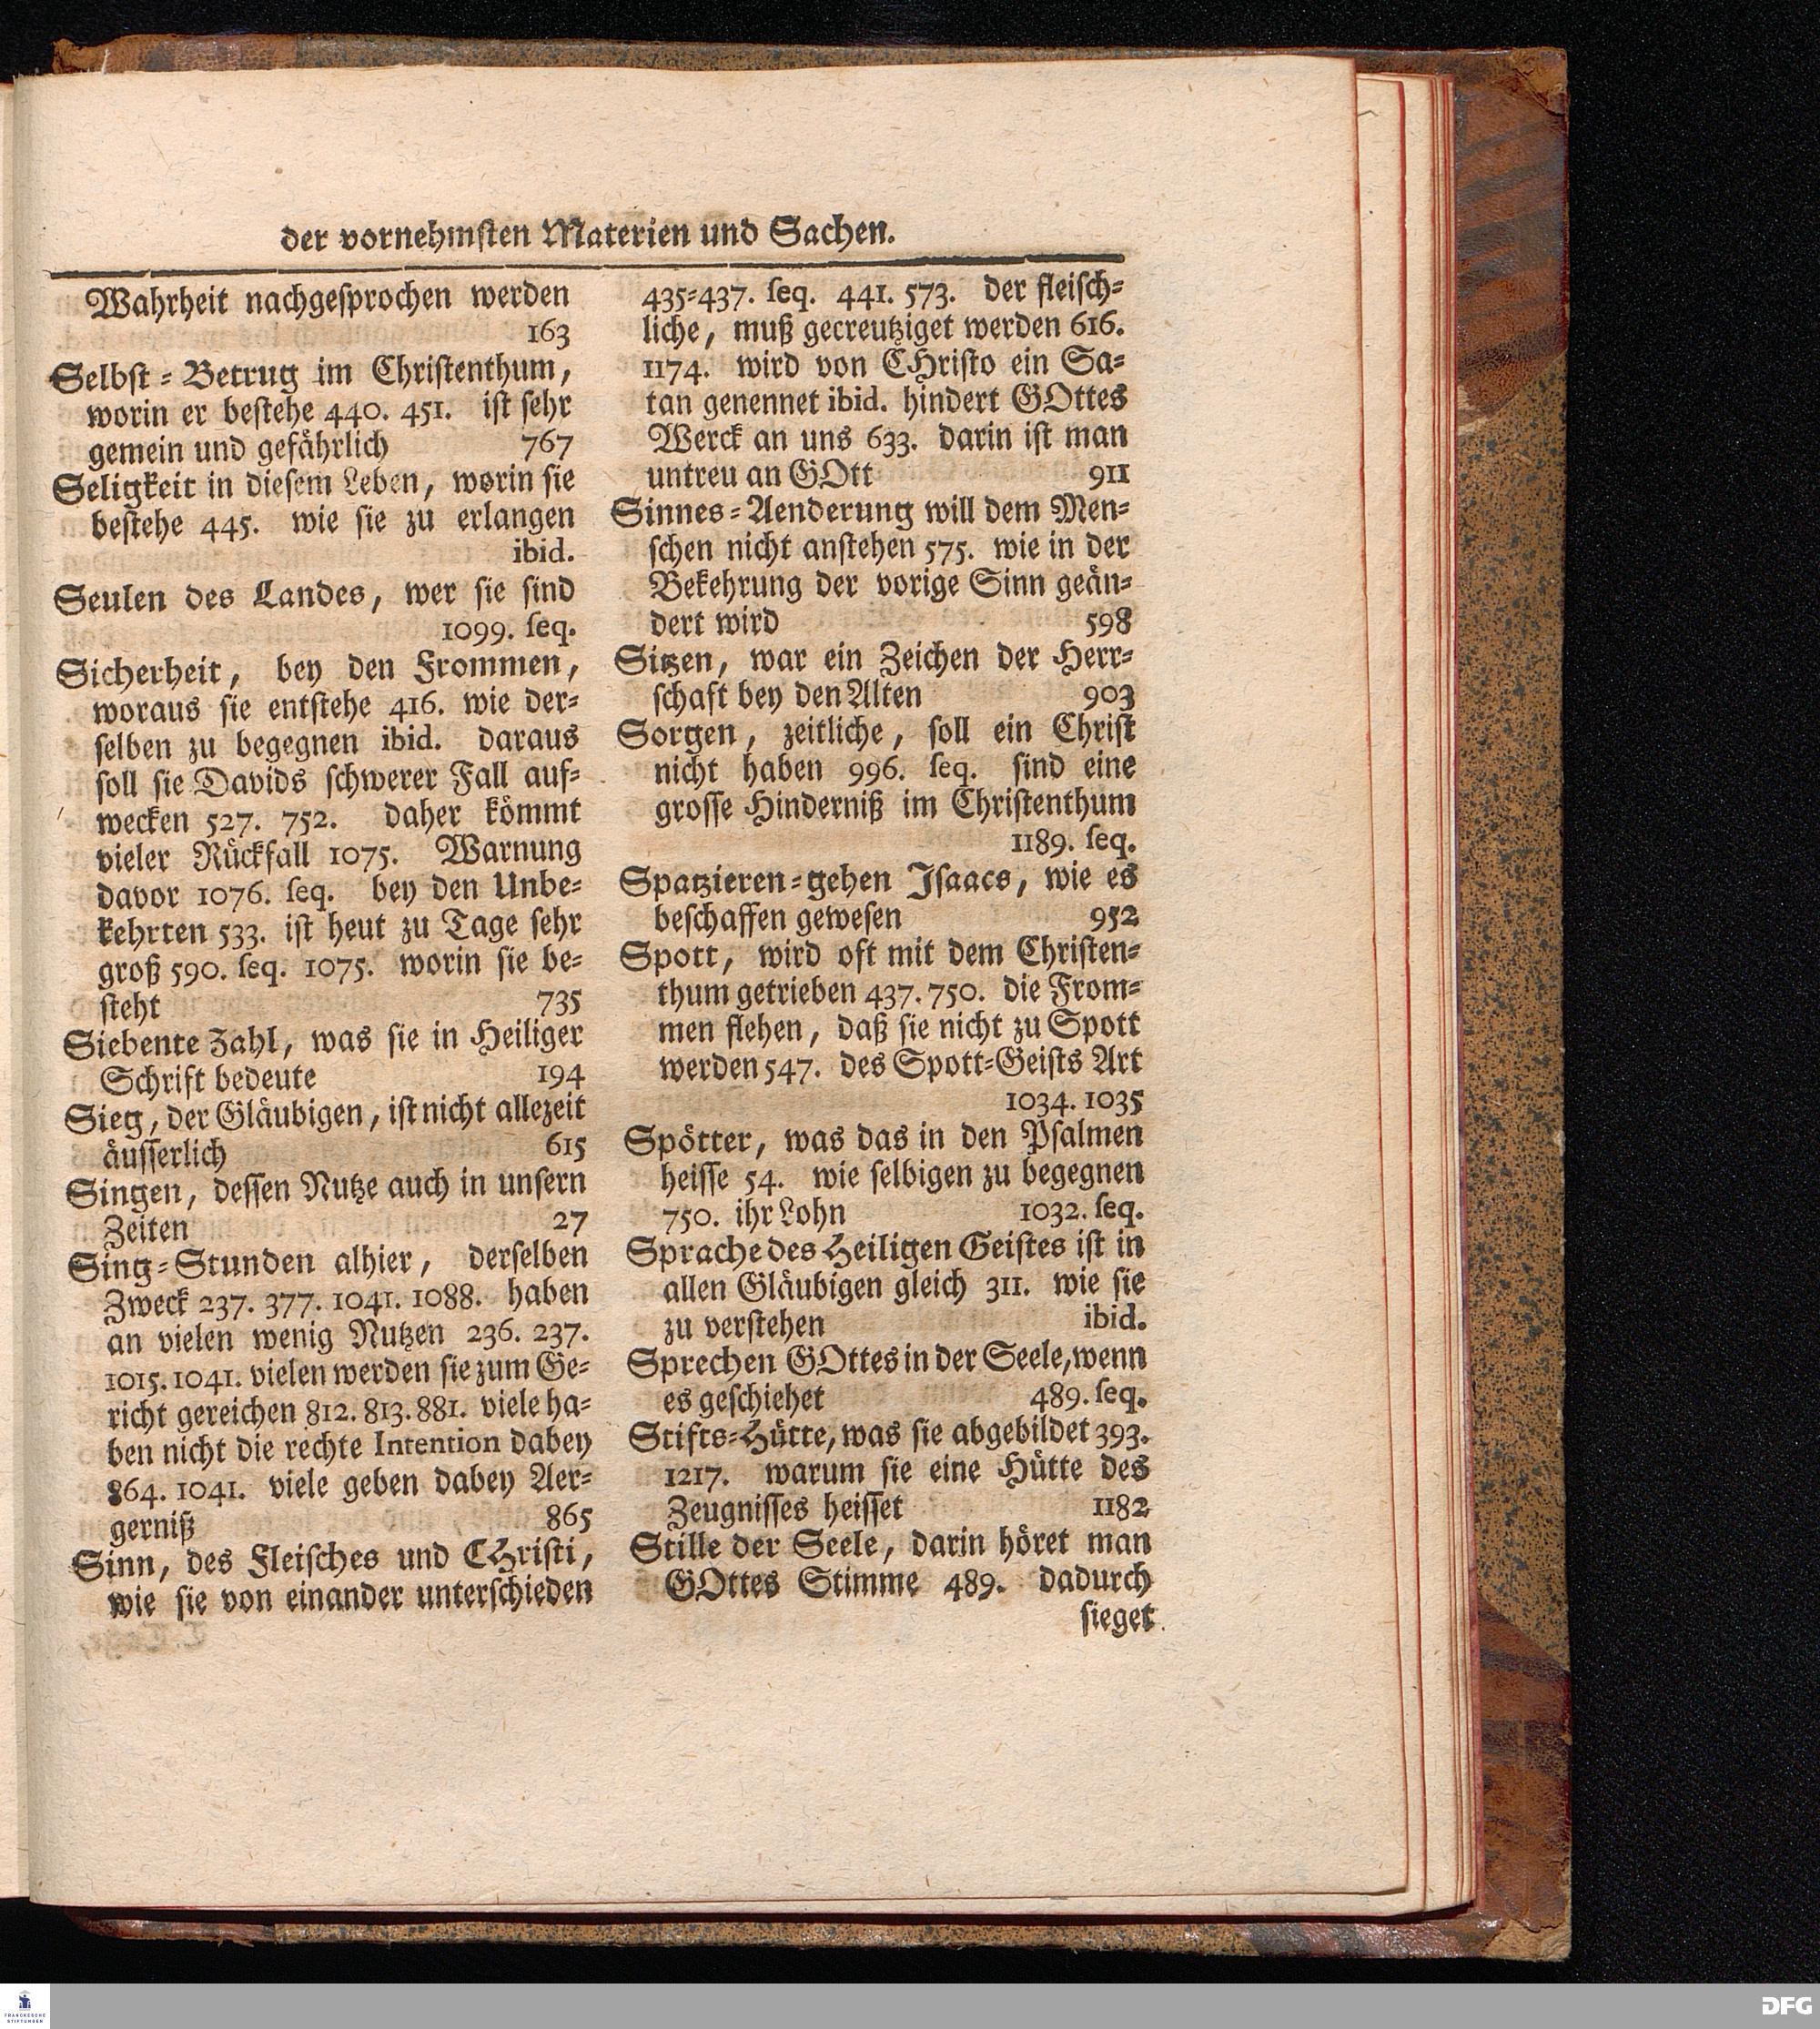 der vornehmsten Materien und Sachen.
Wahrheit nachgesprochen werden
163
Selbst=Betrug im Christenthum,
worin er bestehe 440. 451. ist sehr
gemein und gefährlich 767
Seligkeit in diesem Leben, worin sie
bestehe 445. wie sie zu erlangen
ibid.
Seulen des Landes, wer sie sind
1099. seq.
Sicherheit, bey den Frommen,
woraus sie entstehe 416. wie der=
selben zu begegnen ibid. daraus
soll sie Davids schwerer Fall auf=
wecken 527. 752. daher kömmt
vieler Rückfall 1075. Warnung
davor 1076. seq. bey den Unbe=
kehrten 533. ist heut zu Tage sehr
groß 590. seq. 1075. worin sie be=
steht 735
Siebente Zahl, was sie in Heiliger
Schrift bedeute 194
Sieg, der Gläubigen, ist nicht allezeit
äusserlich 615
Singen, dessen Nutze auch in unsern
Zeiten 27
Sing=Stunden alhier, derselben
Zweck 237. 377. 1041. 1088. haben
an vielen wenig Nutzen 236. 237.
1015. 1041. vielen werden sie zum Ge=
richt gereichen 812. 813. 881. viele ha=
ben nicht die rechte Intention dabey
864. 1041. viele geben dabey Aer=
gerniß 865
Sinn, des Fleisches und CHristi,
wie sie von einander unterschieden
435=437. seq. 441. 573. der fleisch=
liche, muß gecreutziget werden 616.
1174. wird von CHristo ein Sa=
tan genennet ibid. hindert GOttes
Werck an uns 633. darin ist man
untreu an GOtt 911
Sinnes=Aenderung will dem Men=
schen nicht anstehen 575. wie in der
Bekehrung der vorige Sinn geän=
dert wird 598
Sitzen, war ein Zeichen der Herr=
schaft bey den Alten 903
Sorgen, zeitliche, soll ein Christ
nicht haben 996. seq. sind eine
grosse Hinderniß im Christenthum
1189. seq.
Spatzieren=gehen Isaacs, wie es
beschaffen gewesen 952
Spott, wird oft mit dem Christen=
thum getrieben 437. 750. die From=
men flehen, daß sie nicht zu Spott
werden 547. des Spott=Geists Art
1034. 1035
Spötter, was das in den Psalmen
heisse 54. wie selbigen zu begegnen
750. ihr Lohn 1032. seq.
Sprache des Heiligen Geistes ist in
allen Gläubigen gleich 311. wie sie
zu verstehen ibid.
Sprechen GOttes in der Seele, wenn
es geschiehet 489. seq.
Stifts=Hütte, was sie abgebildet 393.
1217. warum sie eine Hütte des
Zeugnisses heisset 1182
Stille der Seele, darin höret man
GOttes Stimme 489. dadurch
sieget
FRANCKESCHE
STIFTUNGEN
DFG